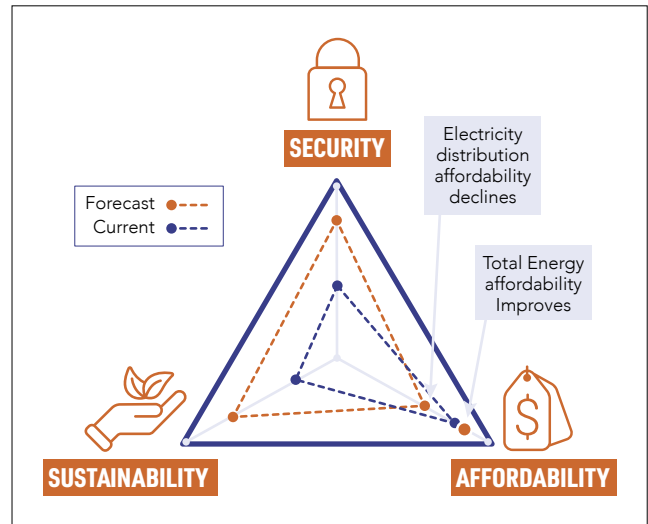 SECURITY
Electricity
distribution
affordability
declines
Forecast
Current
Total Energy
affordability
Improves
$
SUSTAINABILITY
AFFORDABILITY